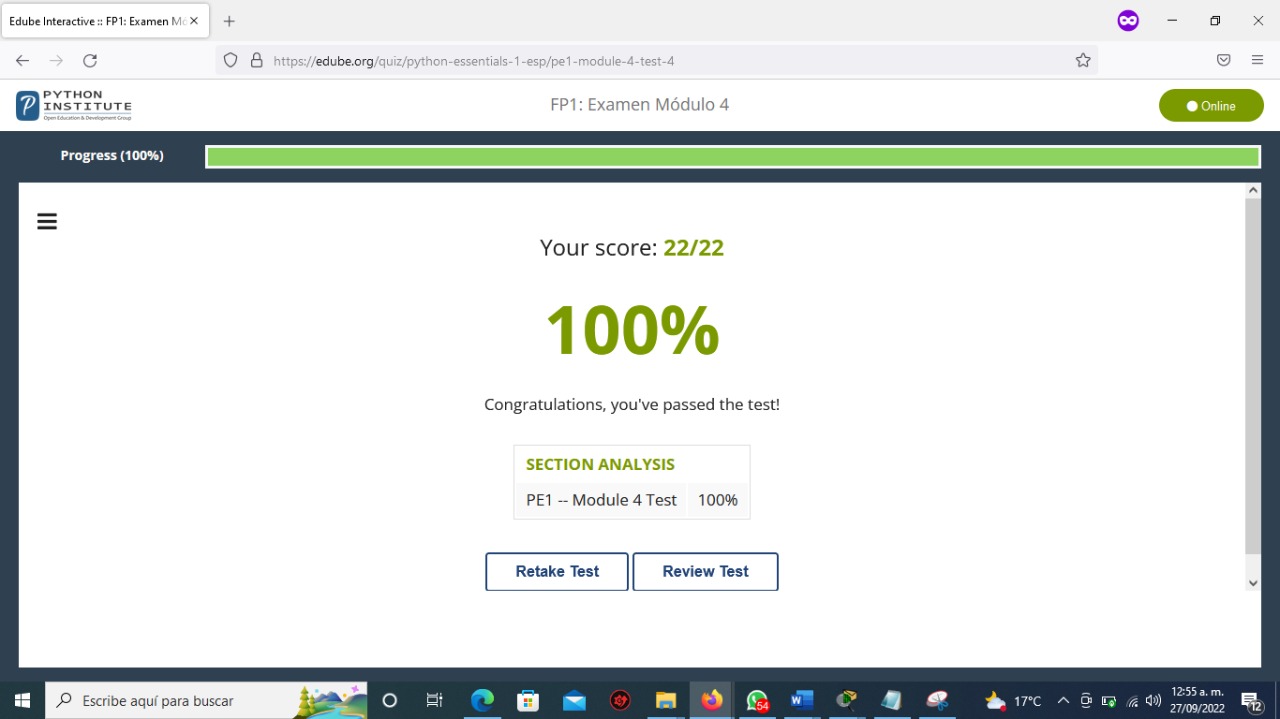 Edube Interactive :: FP1: Examen Mó
https://edube.org/quiz/python-essentials-1-esp/pe1-module-4-test-4
PYTHON
INSTITUTE
Open Education & Development Group
FP1: Examen Módulo 4
Online
Progress (100%)
Your score: 22/22
100%
Congratulations, you've passed the test!
SECTION ANALYSIS
PE1 -- Module 4 Test 100%
Retake Test Review Test
Escribe aquí para buscar
54
17°C
12:55 a. m.
27/09/2022
12